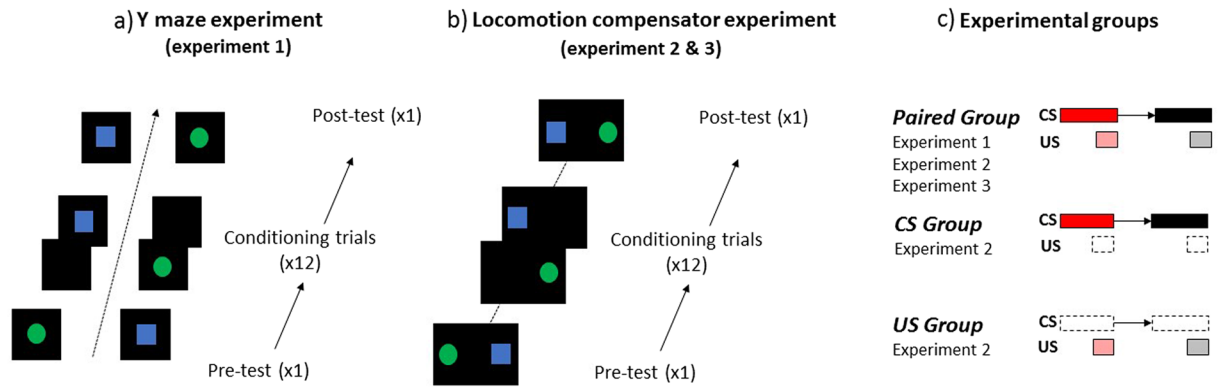 a) Y maze experiment
(experiment 1)
Post-test (x1)
Conditioning trials
(x12)
Pre-test (x1)
b) Locomotion compensator experiment
(experiment 2 & 3)
Post-test (x1)
Conditioning trials
(x12)
Pre-test (x1)
c) Experimental groups
Paired Group CS
Experiment 1 US
Experiment 2
Experiment 3
CS Group CS
Experiment 2 US
US Group CS
Experiment 2 US